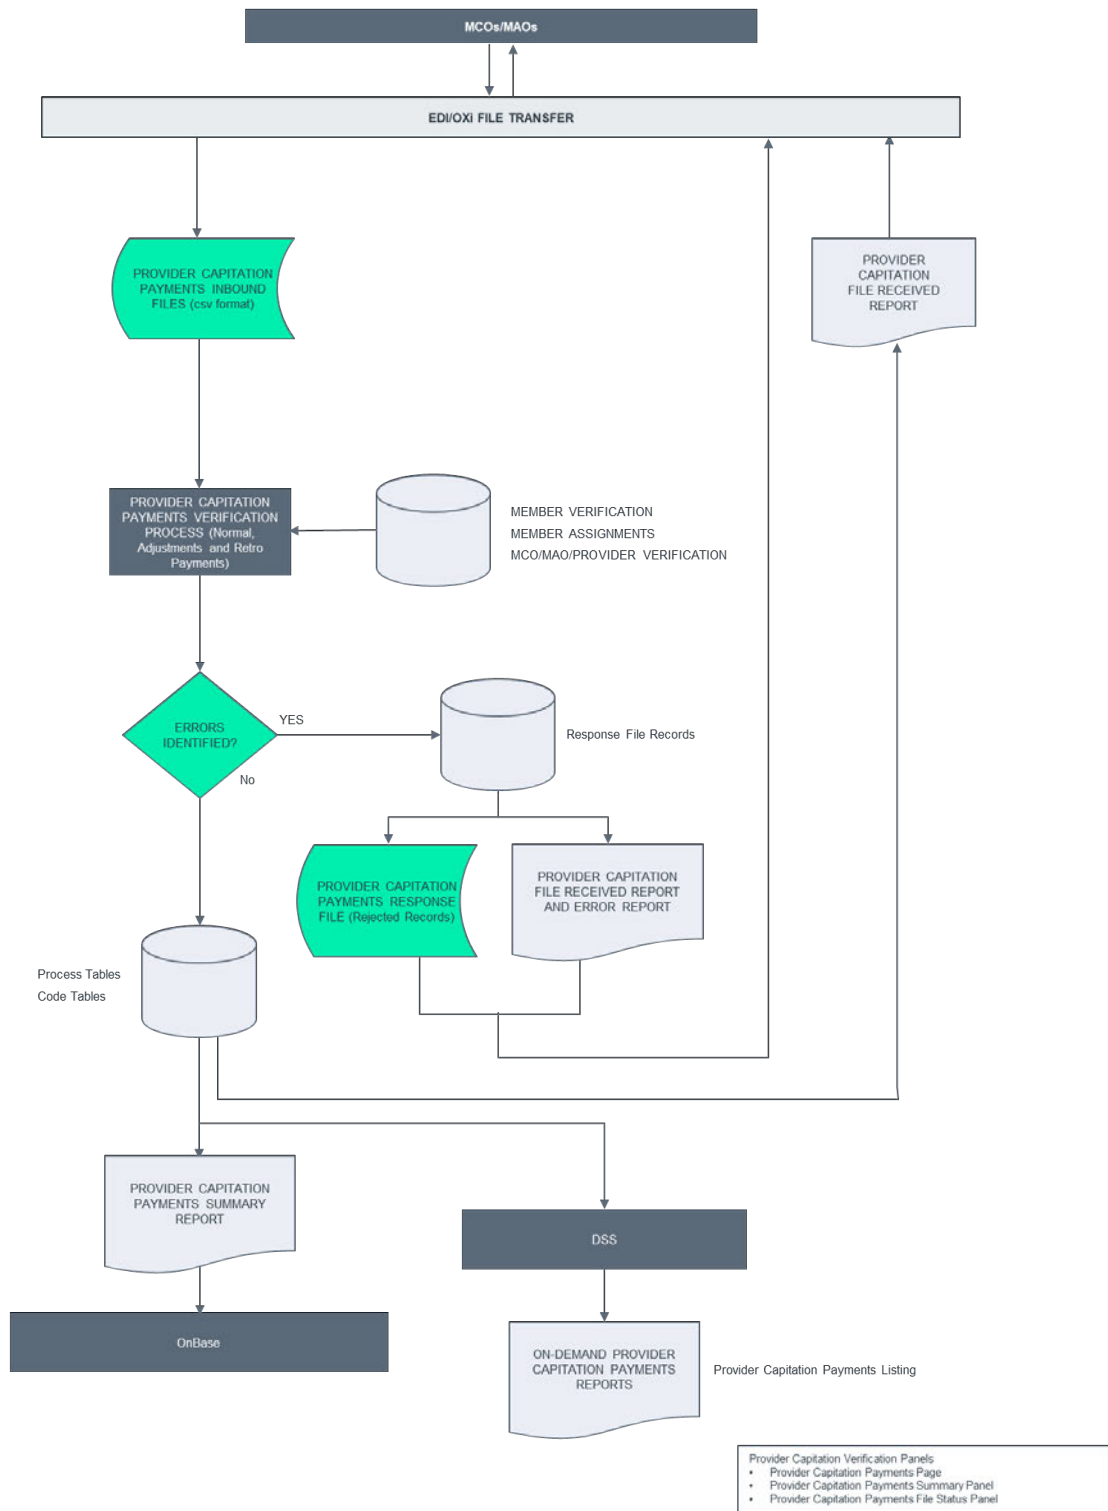 MCOs/MAOs
EDI/OXi FILE TRANSFER
PROVIDER CAPITATION
PAYMENTS INBOUND
FILES (csv format)
PROVIDER
CAPITATION
FILE RECEIVED
REPORT
PROVIDER CAPITATION
PAYMENTS VERIFICATION
PROCESS (Normal,
Adjustments and Retro
Payments)
MEMBER VERIFICATION
MEMBER ASSIGNMENTS
MCO/MAO/PROVIDER VERIFICATION
ERRORS
IDENTIFIED?
YES
No
Response File Records
PROVIDER CAPITATION
PAYMENTS RESPONSE
FILE (Rejected Records)
PROVIDER CAPITATION
FILE RECEIVED REPORT
AND ERROR REPORT
Process Tables
Code Tables
PROVIDER CAPITATION
PAYMENTS SUMMARY
REPORT
DSS
OnBase
ON-DEMAND PROVIDER
CAPITATION PAYMENTS
REPORTS
Provider Capitation Payments Listing
Provider Capitation Verification Panels
• Provider Capitation Payments Page
• Provider Capitation Payments Summary Panel
• Provider Capitation Payments File Status Panel